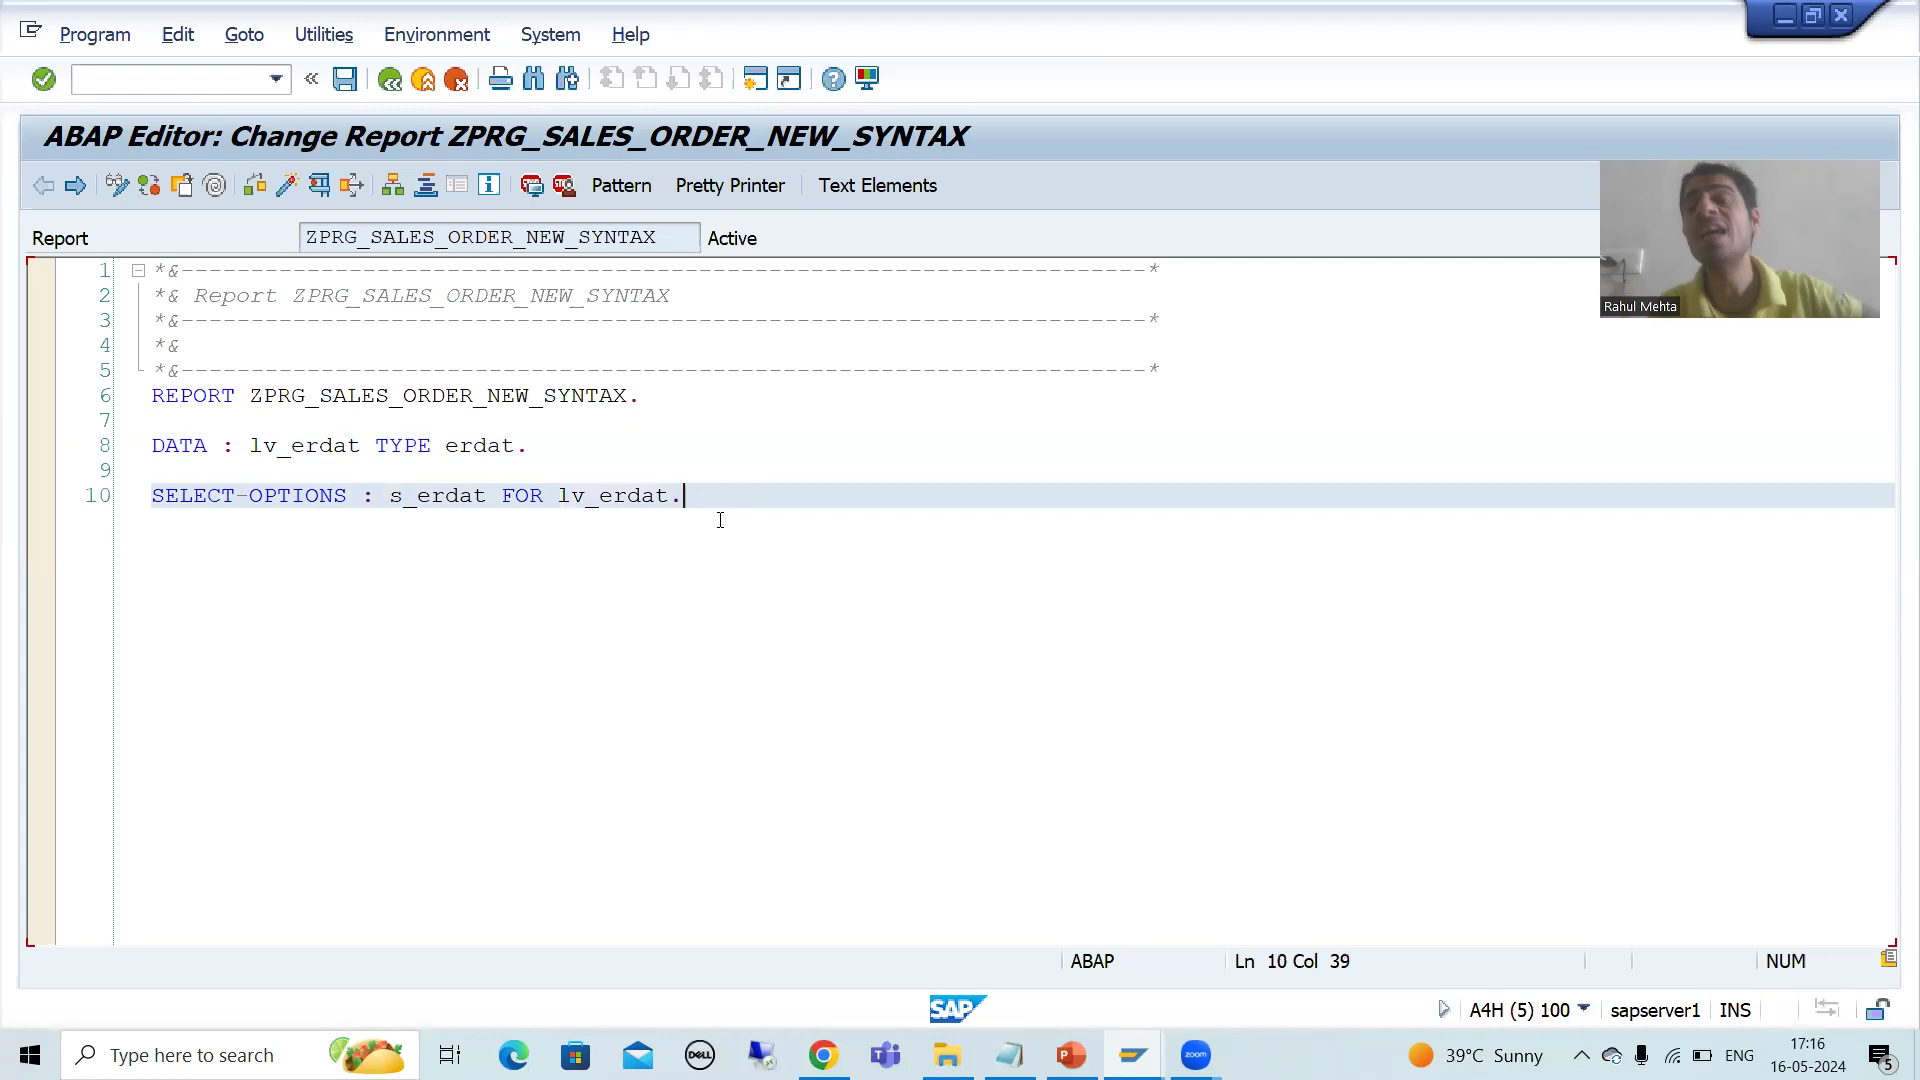 Program Edit Goto Utilities Environment System Help
ABAP Editor: Change Report ZPRG_SALES_ORDER_NEW_SYNTAX
Pattern Pretty Printer Text Elements
Report ZPRG_SALES_ORDER_NEW_SYNTAX Active
Rahul Mehta
1 *&---------------------------------------------------------------------*
2 *& Report ZPRG_SALES_ORDER_NEW_SYNTAX
3 *&---------------------------------------------------------------------*
4 *&
5 *&---------------------------------------------------------------------*
6 REPORT ZPRG_SALES_ORDER_NEW_SYNTAX.
7
8 DATA : lv_erdat TYPE erdat.
9
10 SELECT-OPTIONS : s_erdat FOR lv_erdat.
ABAP Ln 10 Col 39 NUM
SAP A4H (5) 100 sapserver1 INS
Type here to search DELL zoom 39°C Sunny ENG 17:16
16-05-2024 5